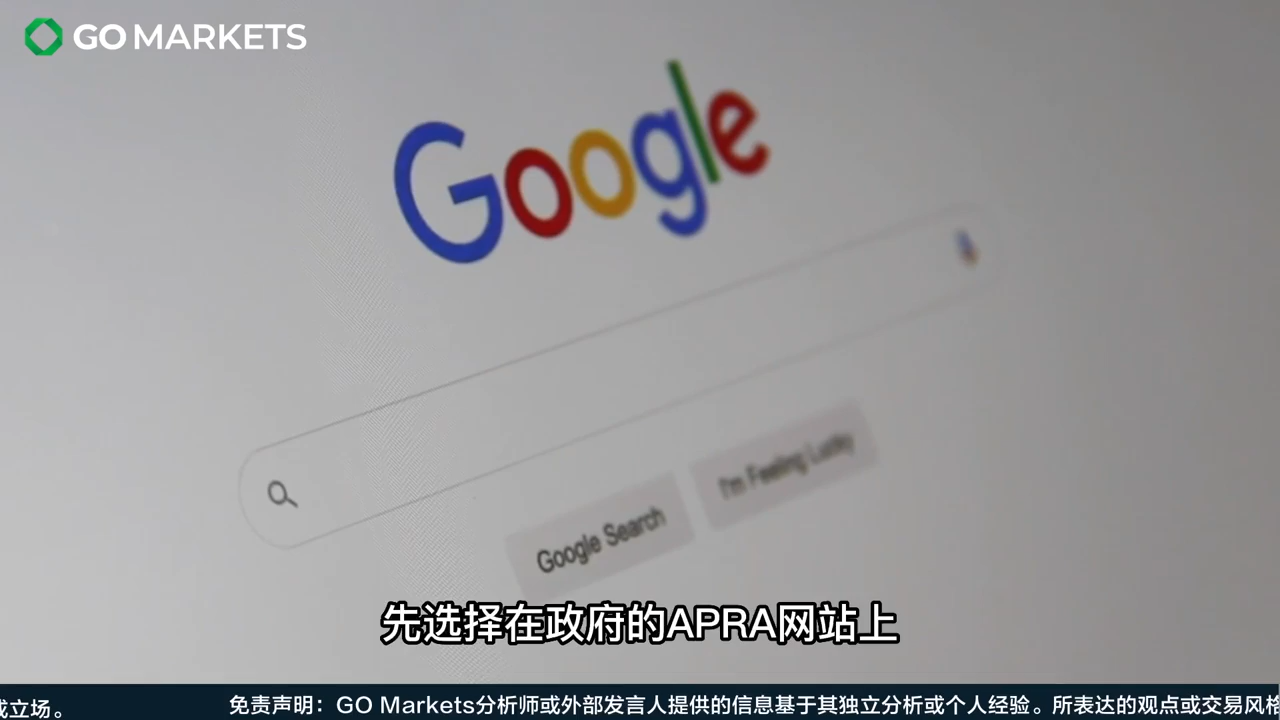 GO MARKETS
Google
Google Search
I'm Feeling Lucky
先选择在政府的APRA网站上
立场。 免责声明：GO Markets分析师或外部发言人提供的信息基于其独立分析或个人经验。所表达的观点或交易风格